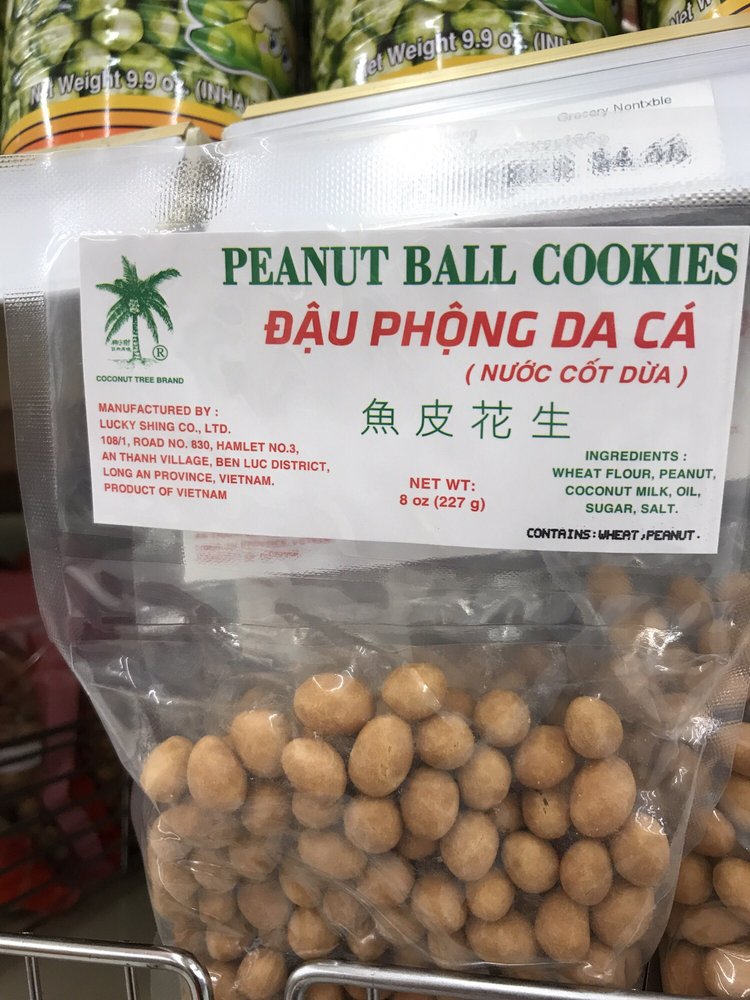 Net Weight 9.9 oz. (INHA
Net Weight 9.9 oz. (IN
Net W
Grocery Nontxble
PEANUT BALL COOKIES
ĐẬU PHỘNG DA CÁ
( NƯỚC CỐT DỪA )
魚皮花生
®
COCONUT TREE BRAND
MANUFACTURED BY :
LUCKY SHING CO., LTD.
108/1, ROAD NO. 830, HAMLET NO.3,
AN THANH VILLAGE, BEN LUC DISTRICT,
LONG AN PROVINCE, VIETNAM.
PRODUCT OF VIETNAM
NET WT:
8 oz (227 g)
INGREDIENTS :
WHEAT FLOUR, PEANUT,
COCONUT MILK, OIL,
SUGAR, SALT.
CONTAINS:WHEAT,PEANUT.